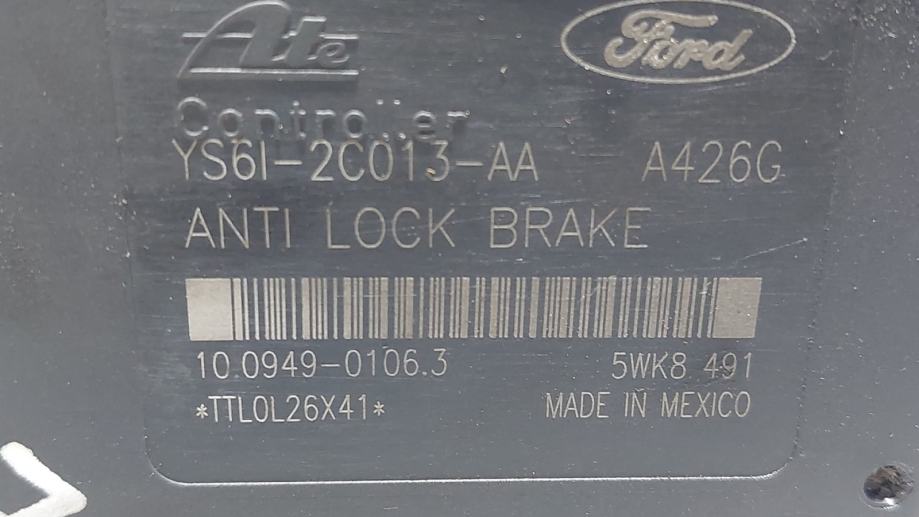 Ate Ford
Controller
YS6I-2C013-AA A426G
ANTI LOCK BRAKE
10.0949-0106.3 5WK8 491
*TTL0L26X41* MADE IN MEXICO